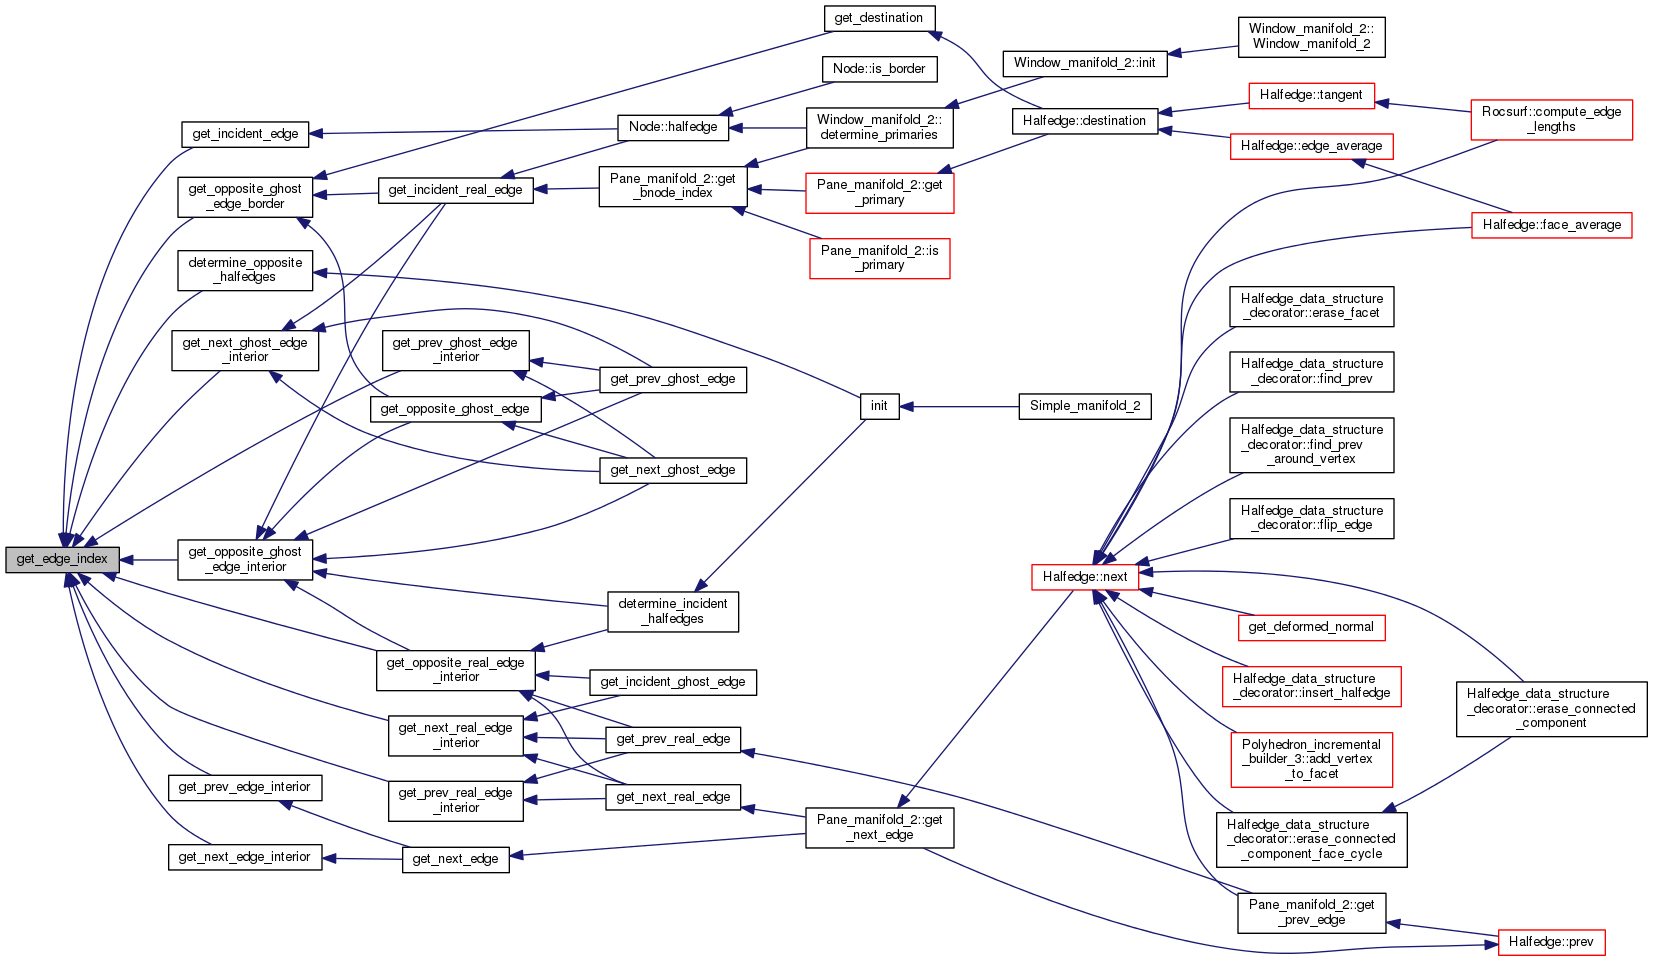 get_edge_index
get_incident_edge
get_opposite_ghost
_edge_border
determine_opposite
_halfedges
get_next_ghost_edge
_interior
get_opposite_ghost
_edge_interior
get_prev_edge_interior
get_next_edge_interior
get_incident_real_edge
get_prev_ghost_edge
_interior
get_opposite_ghost_edge
get_opposite_real_edge
_interior
get_next_real_edge
_interior
get_prev_real_edge
_interior
get_next_edge
Node::halfedge
Pane_manifold_2::get
_bnode_index
get_prev_ghost_edge
get_next_ghost_edge
determine_incident
_halfedges
get_incident_ghost_edge
get_prev_real_edge
get_next_real_edge
get_destination
Node::is_border
Window_manifold_2::
determine_primaries
Pane_manifold_2::get
_primary
Pane_manifold_2::is
_primary
init
Pane_manifold_2::get
_next_edge
Window_manifold_2::init
Halfedge::destination
Simple_manifold_2
Halfedge::next
Window_manifold_2::
Window_manifold_2
Halfedge::tangent
Halfedge::edge_average
Halfedge_data_structure
_decorator::erase_facet
Halfedge_data_structure
_decorator::find_prev
Halfedge_data_structure
_decorator::find_prev
_around_vertex
Halfedge_data_structure
_decorator::flip_edge
get_deformed_normal
Halfedge_data_structure
_decorator::insert_halfedge
Polyhedron_incremental
_builder_3::add_vertex
_to_facet
Halfedge_data_structure
_decorator::erase_connected
_component_face_cycle
Pane_manifold_2::get
_prev_edge
Rocsurf::compute_edge
_lengths
Halfedge::face_average
Halfedge_data_structure
_decorator::erase_connected
_component
Halfedge::prev